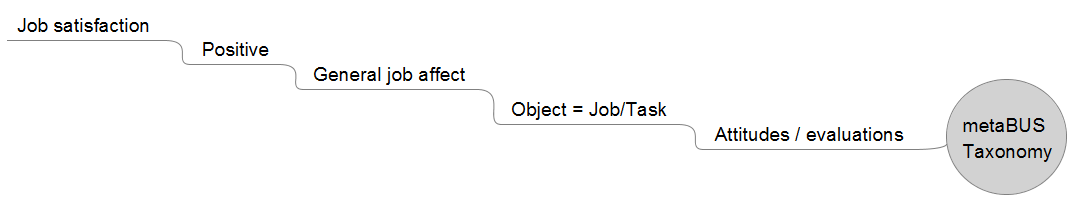 Job satisfaction
Positive
General job affect
Object = Job/Task
Attitudes / evaluations
metaBUS
Taxonomy